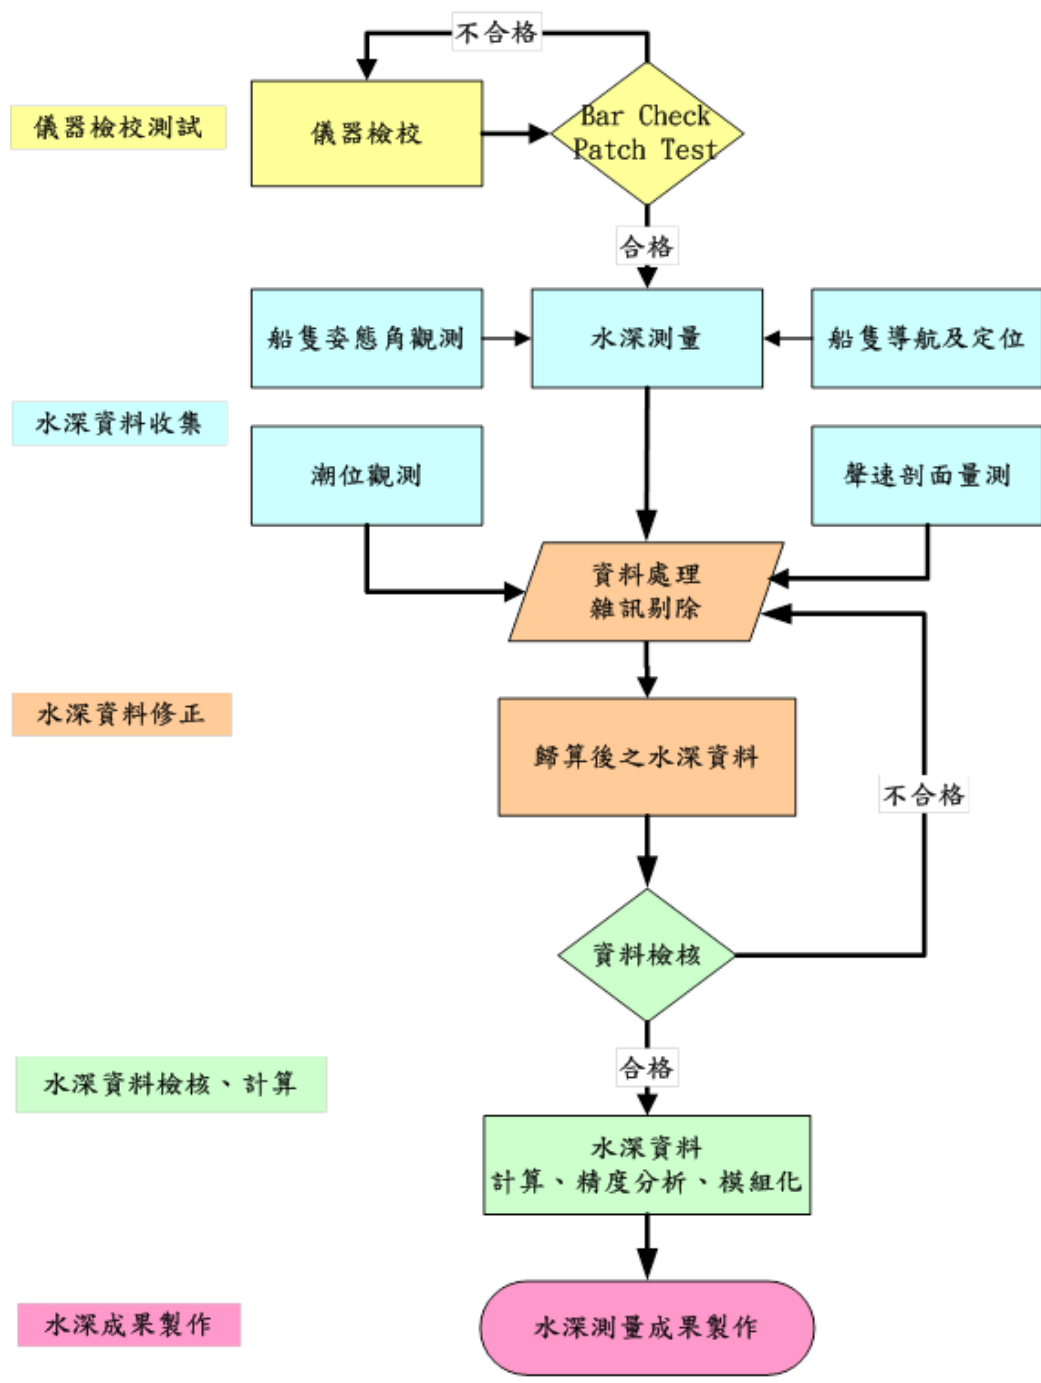 不合格
儀器檢校測試
儀器檢校
Bar Check
Patch Test
合格
船隻姿態角觀測
水深測量
船隻導航及定位
水深資料收集
潮位觀測
聲速剖面量測
資料處理
雜訊剔除
水深資料修正
歸算後之水深資料
不合格
資料檢核
合格
水深資料檢核、計算
水深資料
計算、精度分析、模組化
水深成果製作
水深測量成果製作